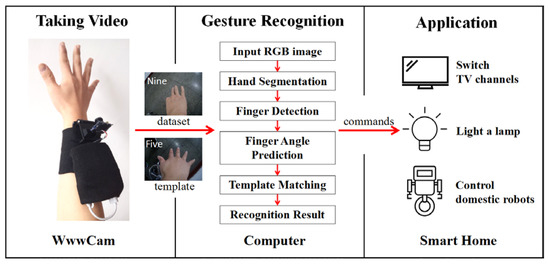 Taking Video
Gesture Recognition
Application
Nine
dataset
Five
template
Input RGB image
Hand Segmentation
Finger Detection
Finger Angle
Prediction
Template Matching
Recognition Result
commands
Switch
TV channels
Light a lamp
Control
domestic robots
WwwCam
Computer
Smart Home